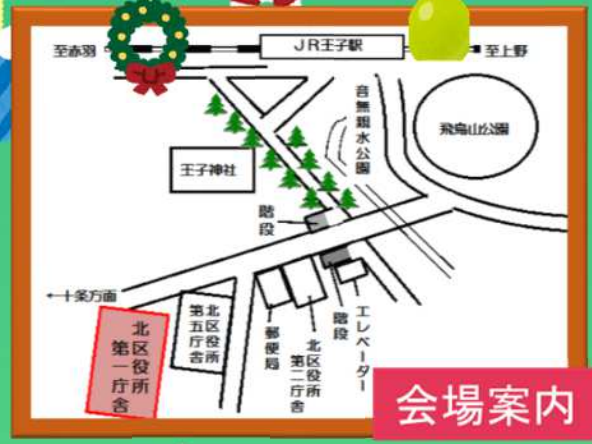 至赤羽
JR王子駅
至上野
音無親水公園
飛鳥山公園
王子神社
階段
←十条方面
北区役所
第一庁舎
北区役所
第五庁舎
郵便局
北区役所
第二庁舎
階段
エレベーター
会場案内